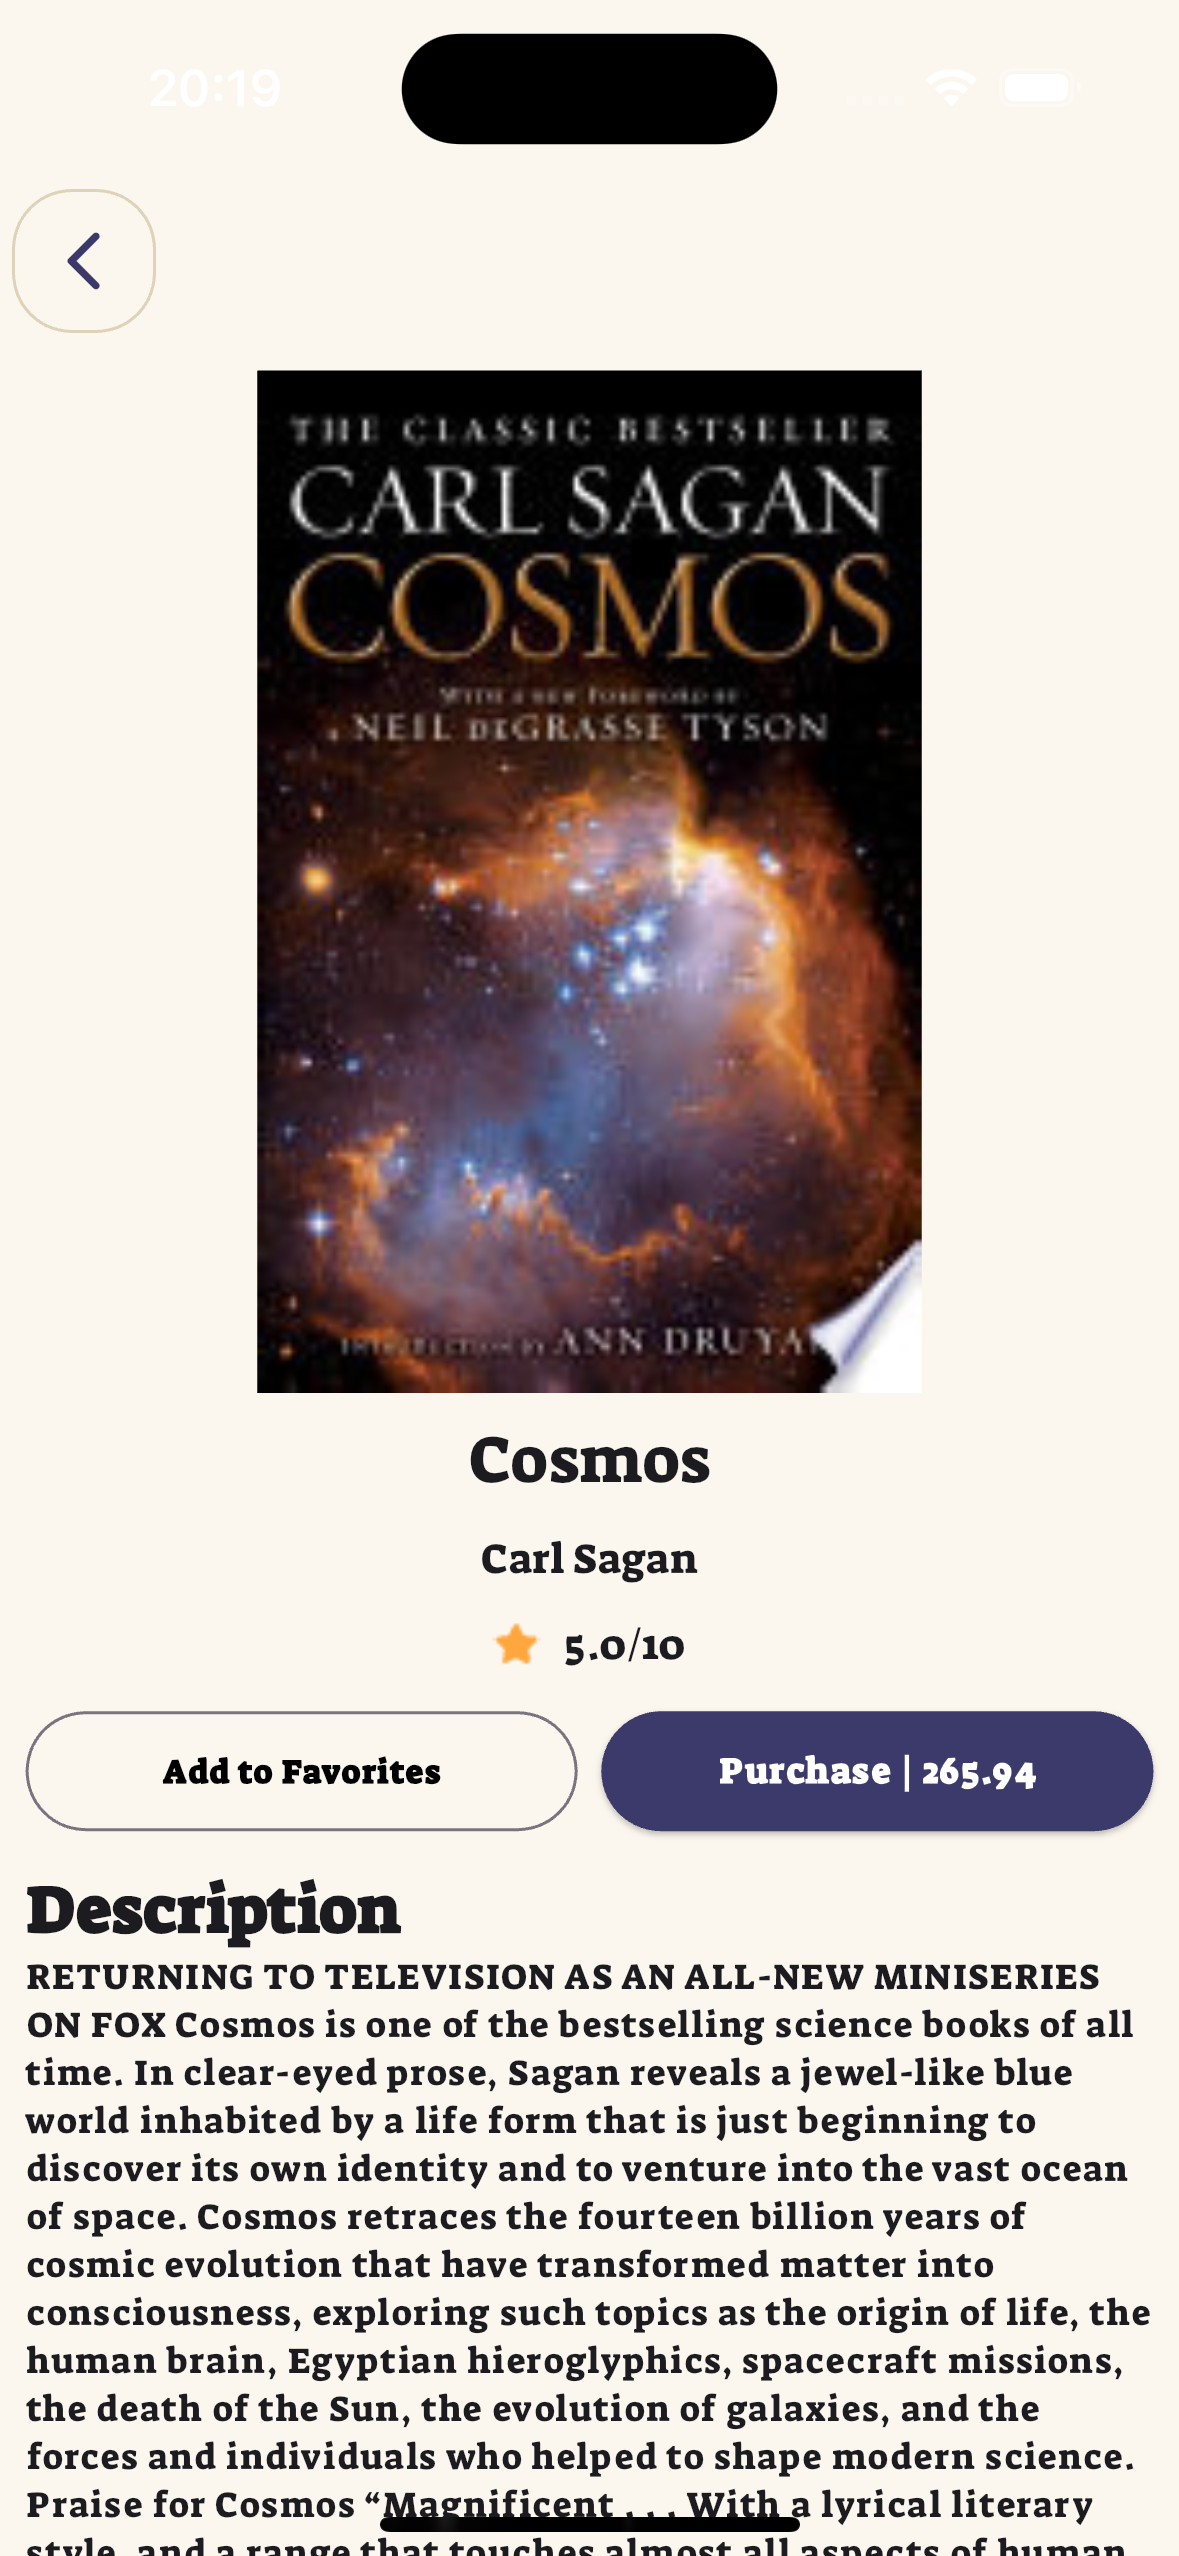 20:19
THE CLASSIC BESTSELLER
CARL SAGAN
COSMOS
WITH A NEW FOREWORD BY
NEIL DEGRASSE TYSON
INTRODUCTION BY ANN DRUYA
Cosmos
Carl Sagan
5.0/10
Add to Favorites
Purchase | 265.94
Description
RETURNING TO TELEVISION AS AN ALL-NEW MINISERIES
ON FOX Cosmos is one of the bestselling science books of all
time. In clear-eyed prose, Sagan reveals a jewel-like blue
world inhabited by a life form that is just beginning to
discover its own identity and to venture into the vast ocean
of space. Cosmos retraces the fourteen billion years of
cosmic evolution that have transformed matter into
consciousness, exploring such topics as the origin of life, the
human brain, Egyptian hieroglyphics, spacecraft missions,
the death of the Sun, the evolution of galaxies, and the
forces and individuals who helped to shape modern science.
Praise for Cosmos “Magnificent . . . With a lyrical literary
style, and a range that touches almost all aspects of human